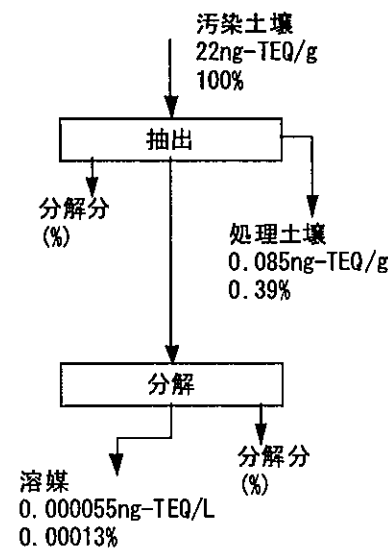 汚染土壌
22ng-TEQ/g
100%
抽出
分解分
(%)
処理土壌
0.085ng-TEQ/g
0.39%
分解
分解分
(%)
溶媒
0.000055ng-TEQ/L
0.00013%